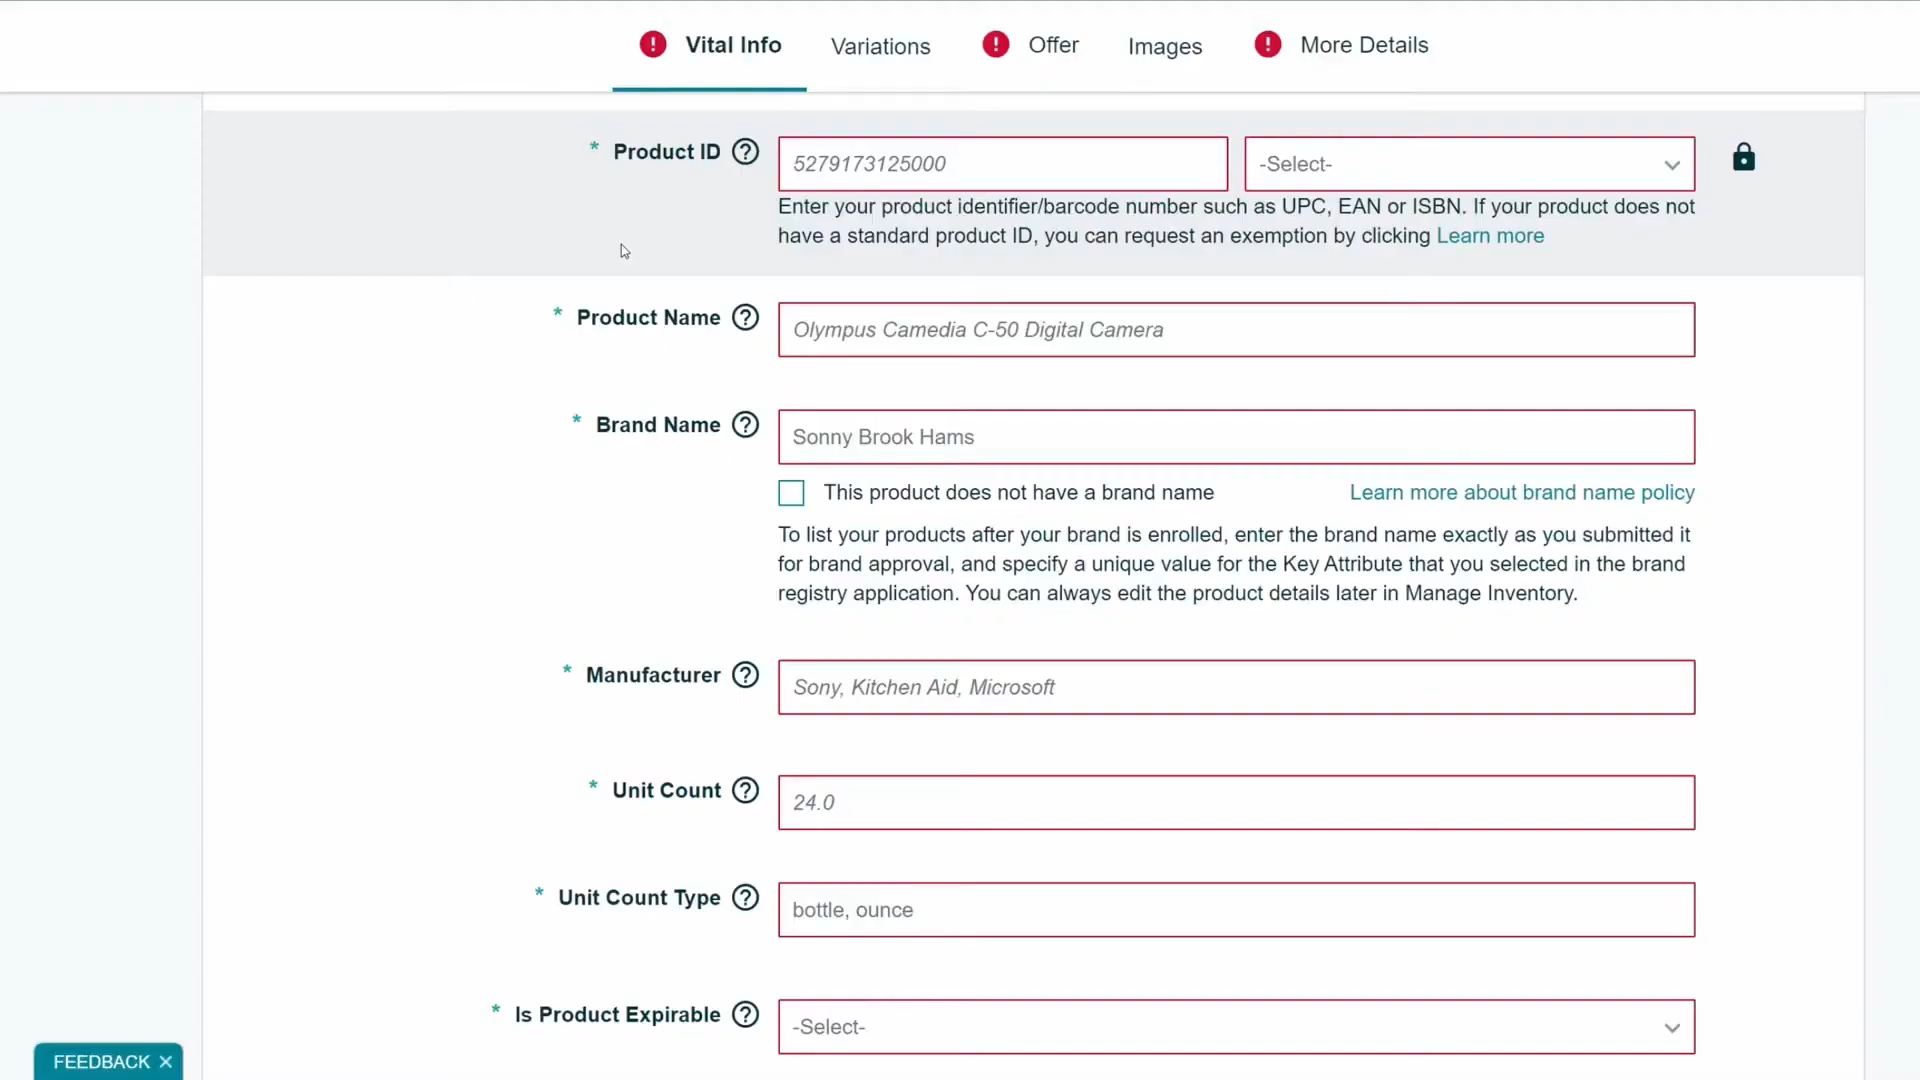 ! Vital Info Variations ! Offer Images ! More Details
* Product ID ? 5279173125000 -Select-
Enter your product identifier/barcode number such as UPC, EAN or ISBN. If your product does not
have a standard product ID, you can request an exemption by clicking Learn more
* Product Name ? Olympus Camedia C-50 Digital Camera
* Brand Name ? Sonny Brook Hams
This product does not have a brand name Learn more about brand name policy
To list your products after your brand is enrolled, enter the brand name exactly as you submitted it
for brand approval, and specify a unique value for the Key Attribute that you selected in the brand
registry application. You can always edit the product details later in Manage Inventory.
* Manufacturer ? Sony, Kitchen Aid, Microsoft
* Unit Count ? 24.0
* Unit Count Type ? bottle, ounce
* Is Product Expirable ? -Select-
FEEDBACK ×